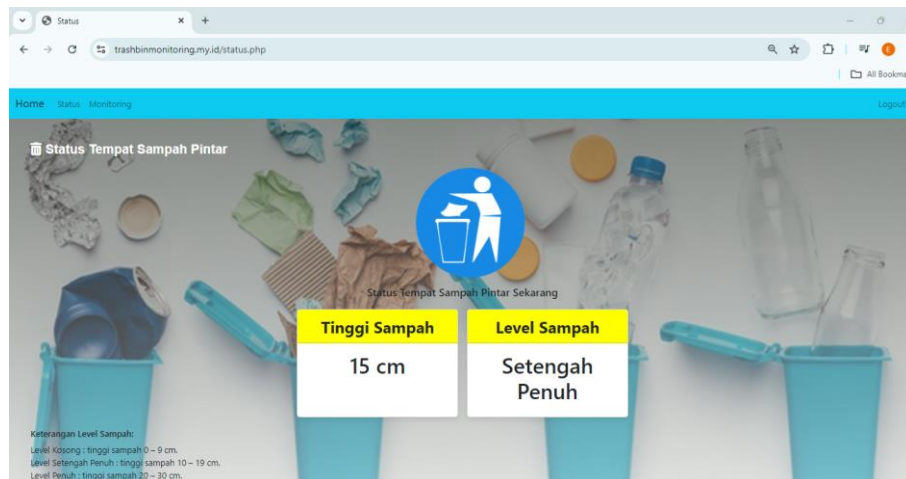 Status
trashbinmonitoring.my.id/status.php
E
All Bookma
Home Status Monitoring Logout
Status Tempat Sampah Pintar
Status Tempat Sampah Pintar Sekarang
Tinggi Sampah Level Sampah
15 cm Setengah
Penuh
Keterangan Level Sampah:
Level Kosong : tinggi sampah 0 – 9 cm.
Level Setengah Penuh : tinggi sampah 10 – 19 cm.
Level Penuh : tinggi sampah 20 – 30 cm.